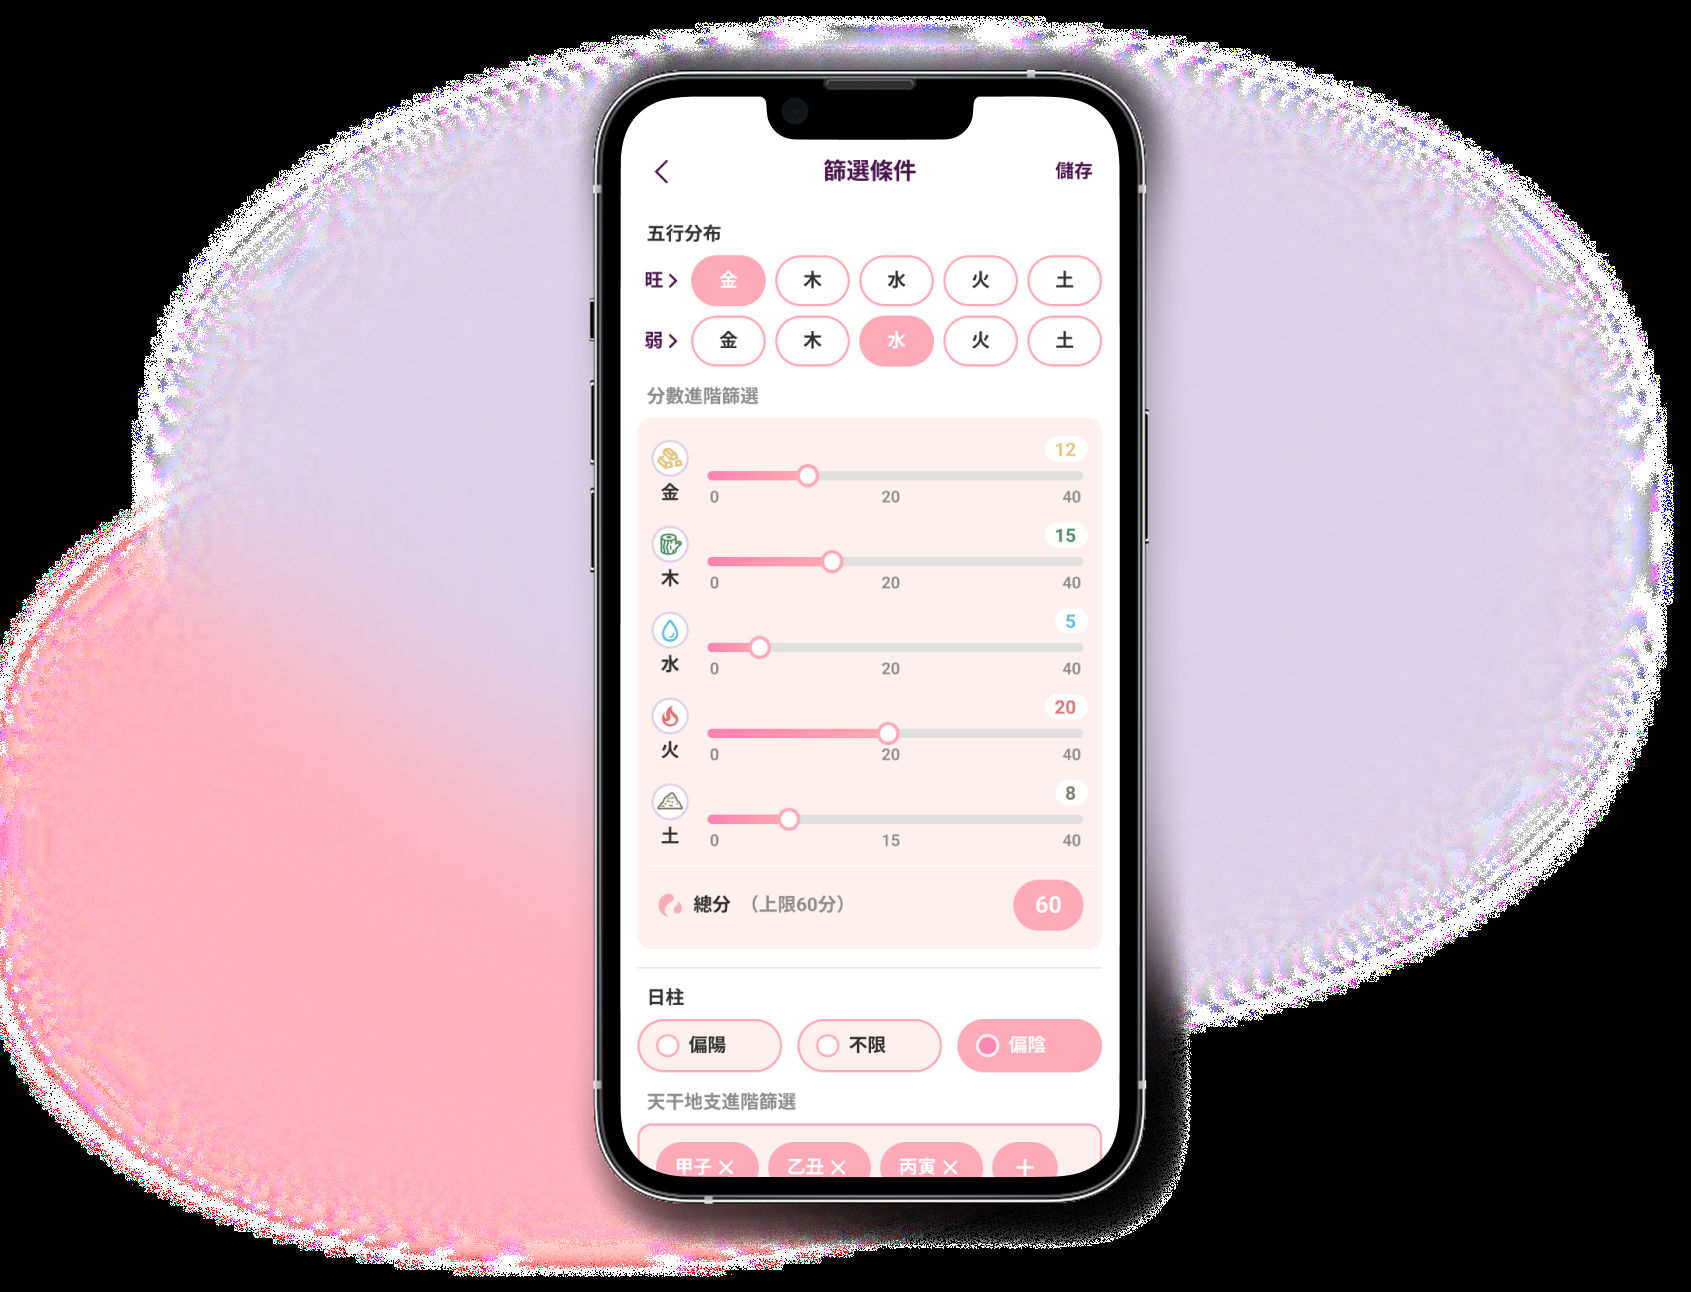 篩選條件 儲存
五行分布
旺 金 木 水 火 土
弱 金 木 水 火 土
分數進階篩選
12
金 0 20 40
15
木 0 20 40
5
水 0 20 40
20
火 0 20 40
8
土 0 15 40
總分 （上限60分） 60
日柱
偏陽 不限 偏陰
天干地支進階篩選
甲子 × 乙丑 × 丙寅 × +